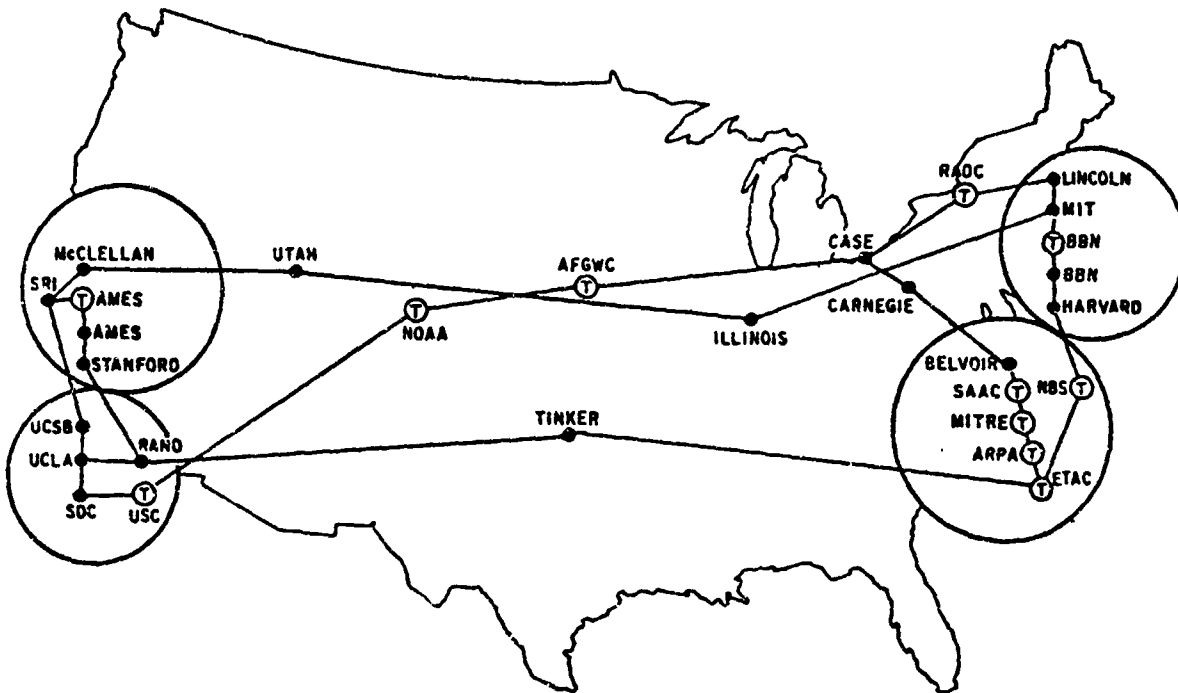 RADC
LINCOLN
MIT
T
T
BBN
CASE
McCLELLAN
UTAH
AFGWC
BBN
SRI
T
AMES
T
CARNEGIE
HARVARD
T
NOAA
ILLINOIS
AMES
STANFORD
BELVOIR
SAAC
T
NBS
T
TINKER
MITRE
T
UCSB
RAND
UCLA
ARPA
T
ETAC
T
SDC
T
USC